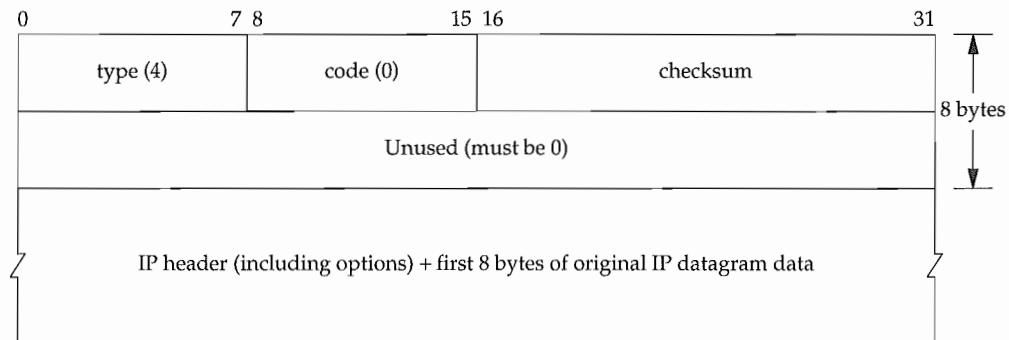 0 7 8 15 16 31
type (4) code (0) checksum
8 bytes
Unused (must be 0)
IP header (including options) + first 8 bytes of original IP datagram data